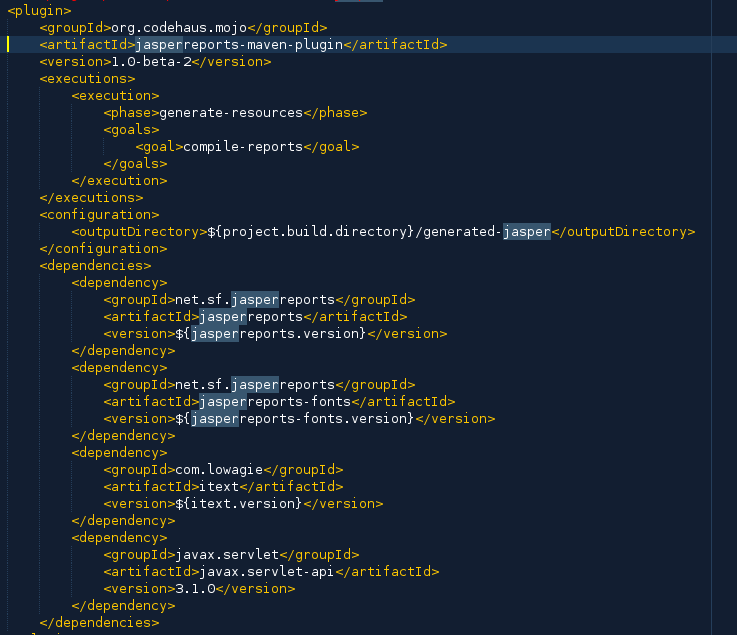 <plugin>
<groupId>org.codehaus.mojo</groupId>
<artifactId>jasperreports-maven-plugin</artifactId>
<version>1.0-beta-2</version>
<executions>
<execution>
<phase>generate-resources</phase>
<goals>
<goal>compile-reports</goal>
</goals>
</execution>
</executions>
<configuration>
<outputDirectory>${project.build.directory}/generated-jasper</outputDirectory>
</configuration>
<dependencies>
<dependency>
<groupId>net.sf.jasperreports</groupId>
<artifactId>jasperreports</artifactId>
<version>${jasperreports.version}</version>
</dependency>
<dependency>
<groupId>net.sf.jasperreports</groupId>
<artifactId>jasperreports-fonts</artifactId>
<version>${jasperreports-fonts.version}</version>
</dependency>
<dependency>
<groupId>com.lowagie</groupId>
<artifactId>itext</artifactId>
<version>${itext.version}</version>
</dependency>
<dependency>
<groupId>javax.servlet</groupId>
<artifactId>javax.servlet-api</artifactId>
<version>3.1.0</version>
</dependency>
</dependencies>